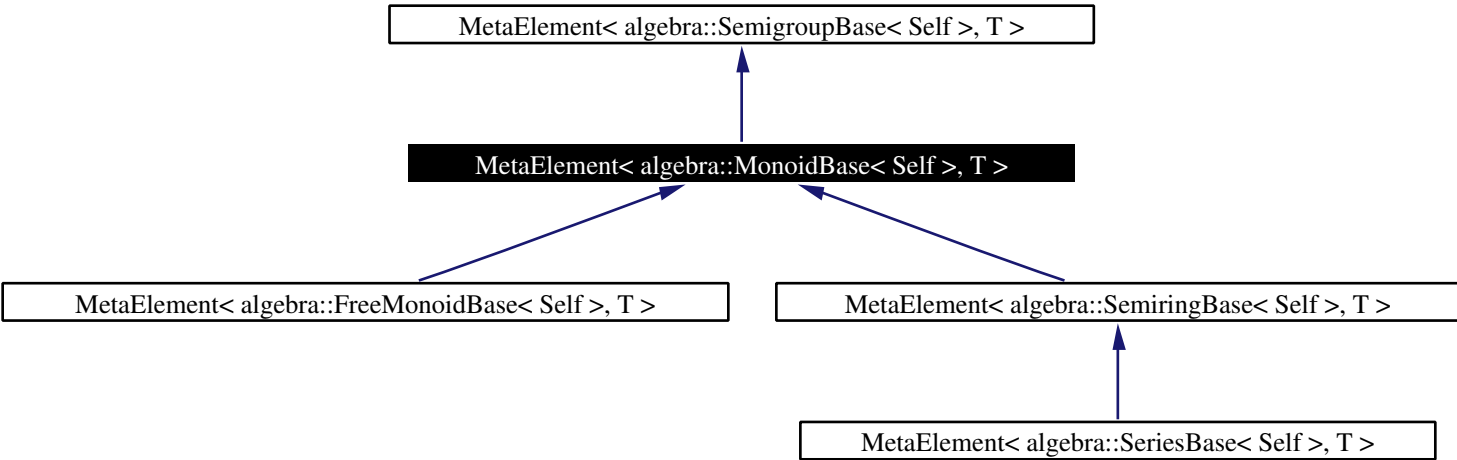 MetaElement< algebra::SemigroupBase< Self >, T >
MetaElement< algebra::MonoidBase< Self >, T >
MetaElement< algebra::FreeMonoidBase< Self >, T >
MetaElement< algebra::SemiringBase< Self >, T >
MetaElement< algebra::SeriesBase< Self >, T >